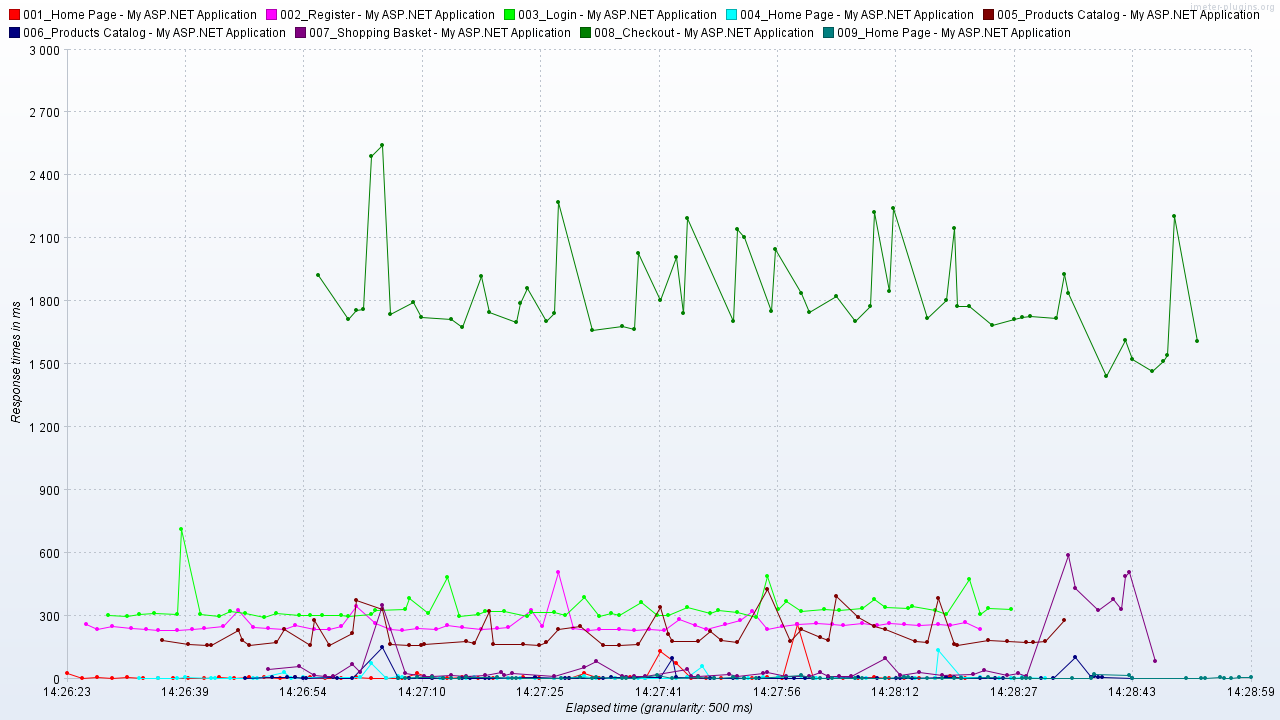 jmeter-plugins.org
001_Home Page - My ASP.NET Application 002_Register - My ASP.NET Application 003_Login - My ASP.NET Application 004_Home Page - My ASP.NET Application 005_Products Catalog - My ASP.NET Application
006_Products Catalog - My ASP.NET Application 007_Shopping Basket - My ASP.NET Application 008_Checkout - My ASP.NET Application 009_Home Page - My ASP.NET Application
3 000
2 700
2 400
2 100
1 800
1 500
1 200
900
600
300
0
Response times in ms
14:26:23 14:26:39 14:26:54 14:27:10 14:27:25 14:27:41 14:27:56 14:28:12 14:28:27 14:28:43 14:28:59
Elapsed time (granularity: 500 ms)